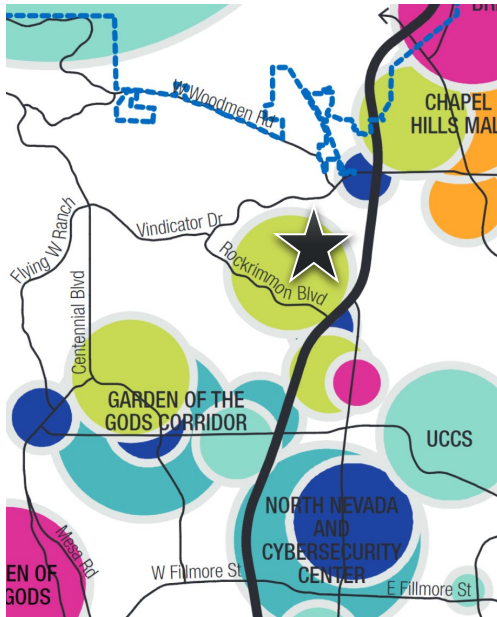 BRI
CHAPEL
HILLS MAL
W Woodmen Rd
Flying W Ranch
Vindicator Dr
Rockrimmon Blvd
Centennial Blvd
GARDEN OF THE
GODS CORRIDOR
UCCS
NORTH NEVADA
AND
CYBERSECURITY
CENTER
Mesa Rd
EN OF
GODS
W Fillmore St
E Fillmore St